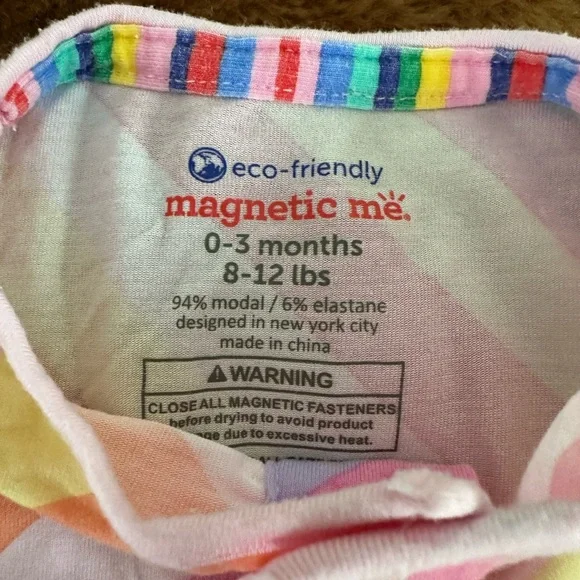 eco-friendly
magnetic me.
0-3 months
8-12 lbs
94% modal / 6% elastane
designed in new york city
made in china
WARNING
CLOSE ALL MAGNETIC FASTENERS
before drying to avoid product
due to excessive heat.